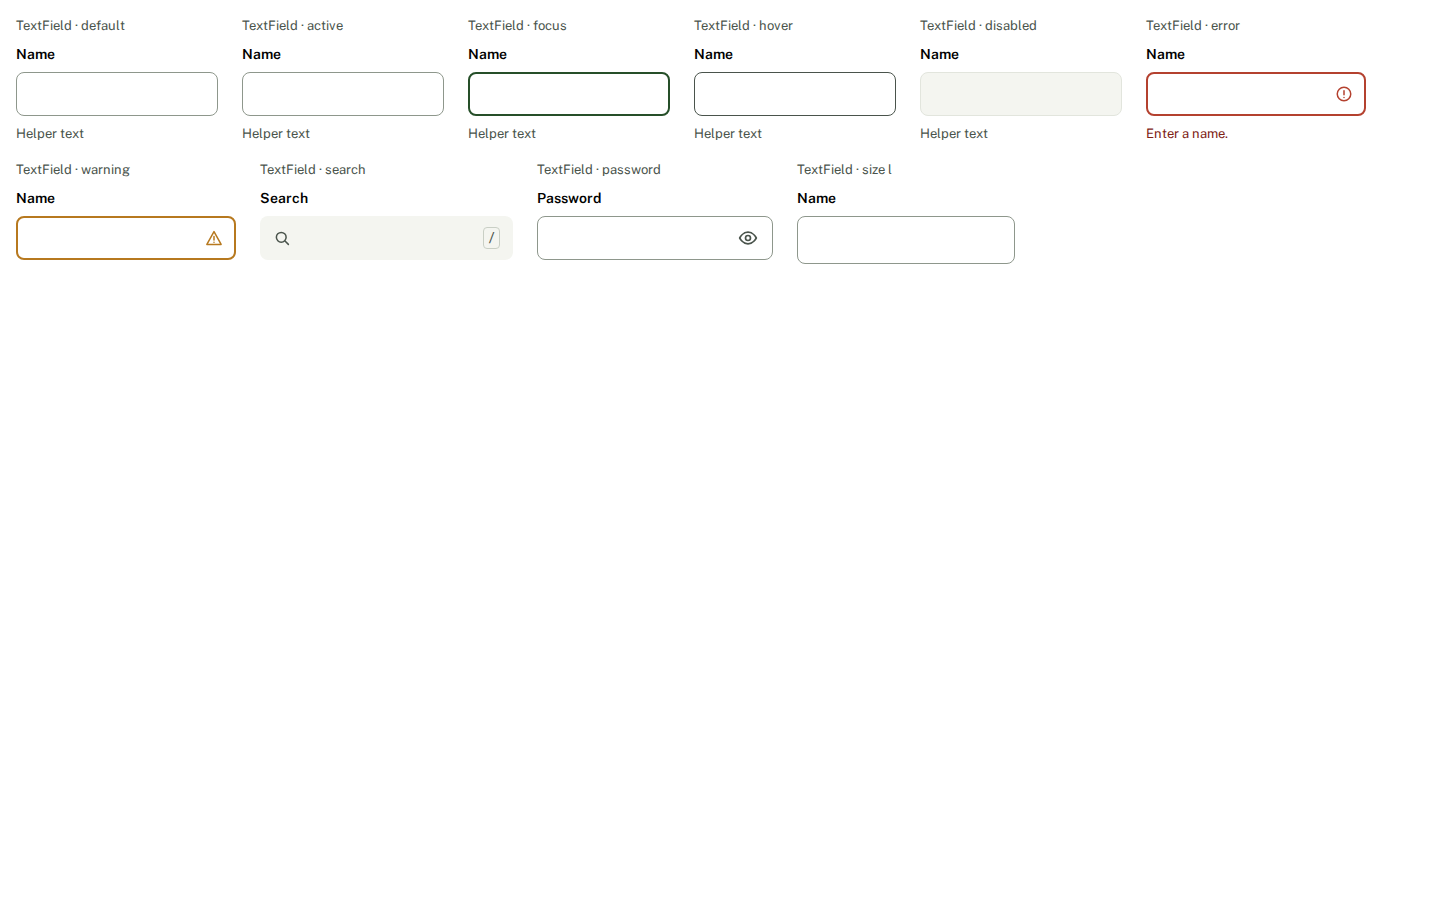 TextField · default
TextField · active
TextField · focus
TextField · hover
TextField · disabled
TextField · error
Name
Name
Name
Name
Name
Name
Helper text
Helper text
Helper text
Helper text
Helper text
Enter a name.
TextField · warning
TextField · search
TextField · password
TextField · size l
Name
Search
Password
Name
/